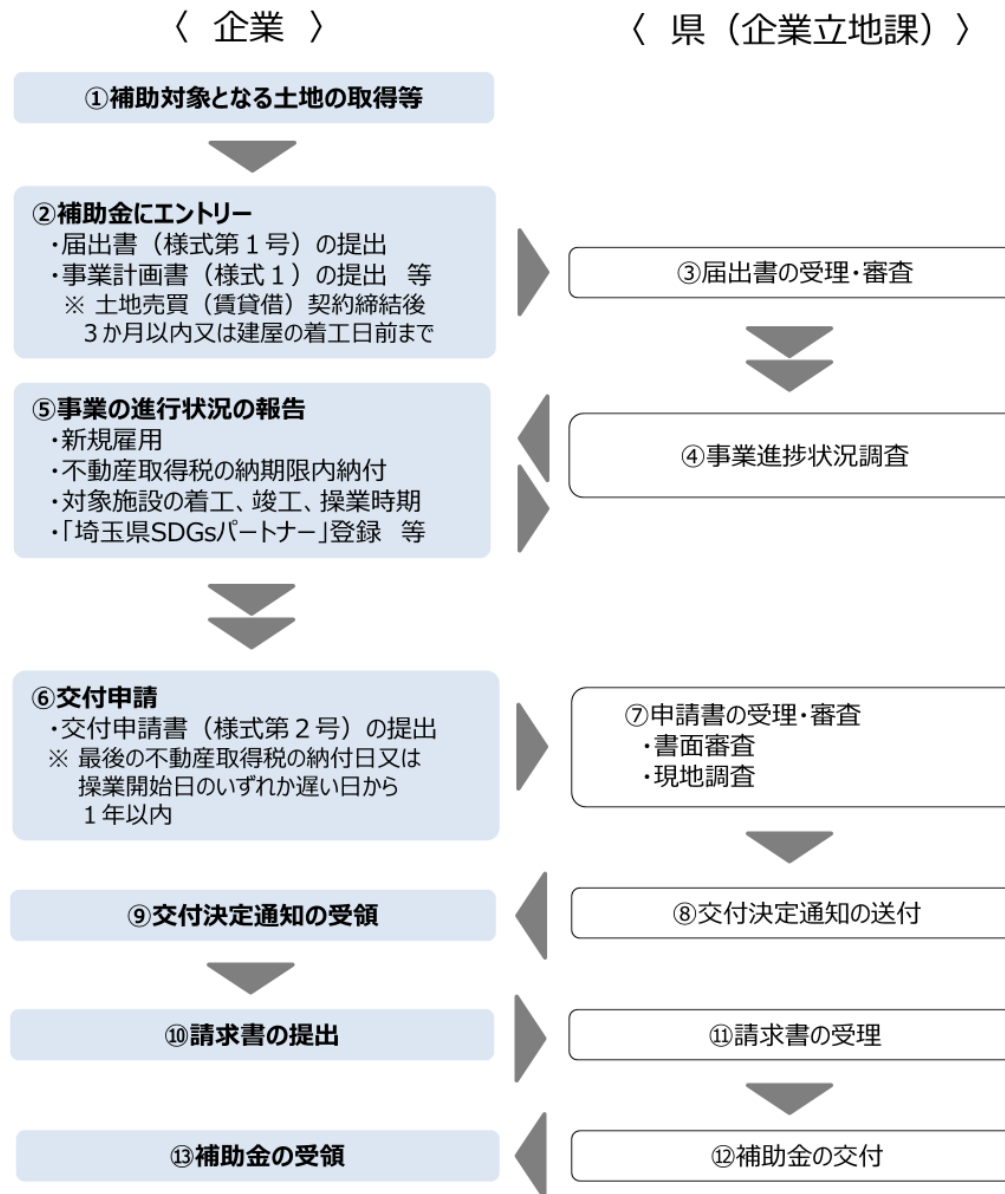 〈 企業 〉
〈 県（企業立地課）〉
①補助対象となる土地の取得等
②補助金にエントリー
・届出書（様式第１号）の提出
・事業計画書（様式１）の提出 等
※ 土地売買（賃貸借）契約締結後
３か月以内又は建屋の着工日前まで
③届出書の受理・審査
④事業進捗状況調査
⑤事業の進行状況の報告
・新規雇用
・不動産取得税の納期限内納付
・対象施設の着工、竣工、操業時期
・「埼玉県SDGsパートナー」登録 等
⑥交付申請
・交付申請書（様式第２号）の提出
※ 最後の不動産取得税の納付日又は
操業開始日のいずれか遅い日から
１年以内
⑦申請書の受理・審査
・書面審査
・現地調査
⑧交付決定通知の送付
⑨交付決定通知の受領
⑩請求書の提出
⑪請求書の受理
⑫補助金の交付
⑬補助金の受領